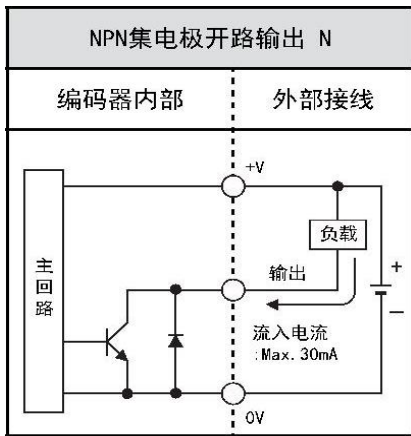 NPN集电极开路输出 N
编码器内部
外部接线
+V
负载
主回路
输出
+
−
流入电流
:Max.30mA
0V